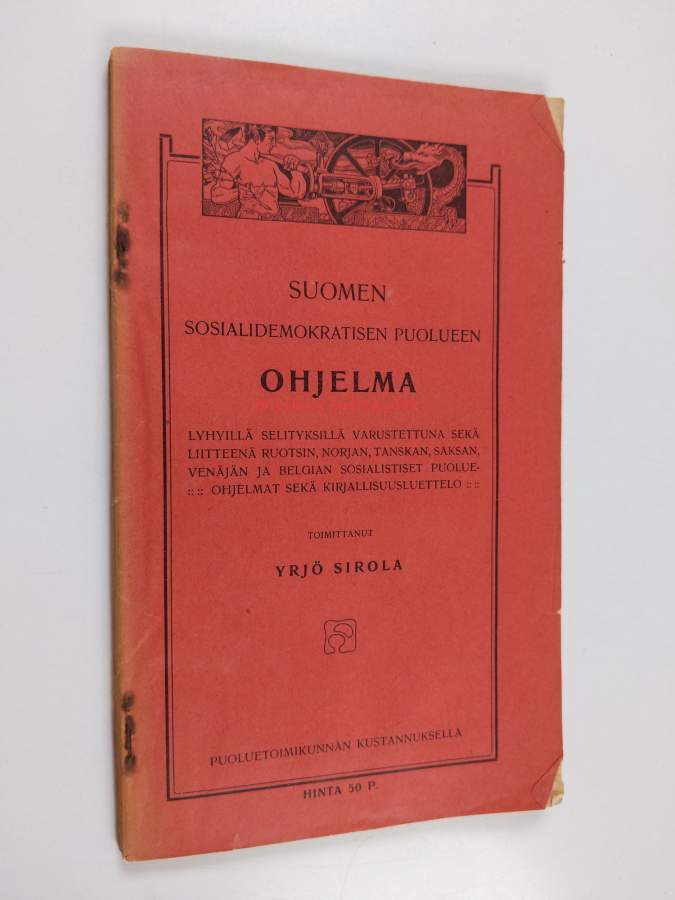 SUOMEN
SOSIALIDEMOKRATISEN PUOLUEEN
OHJELMA
LYHYILLÄ SELITYKSILLÄ VARUSTETTUNA SEKÄ
LIITTEENÄ RUOTSIN, NORJAN, TANSKAN, SAKSAN,
VENÄJÄN JA BELGIAN SOSIALISTISET PUOLUE-
:: :: OHJELMAT SEKÄ KIRJALLISUUSLUETTELO :: ::
TOIMITTANUT
YRJÖ SIROLA
PUOLUETOIMIKUNNAN KUSTANNUKSELLA
HINTA 50 P.